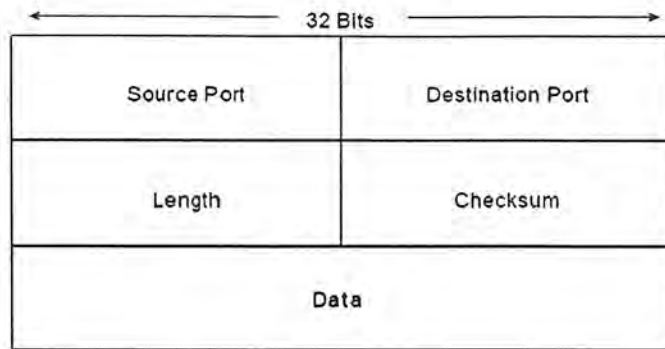 32 Bits
Source Port
Destination Port
Length
Checksum
Data